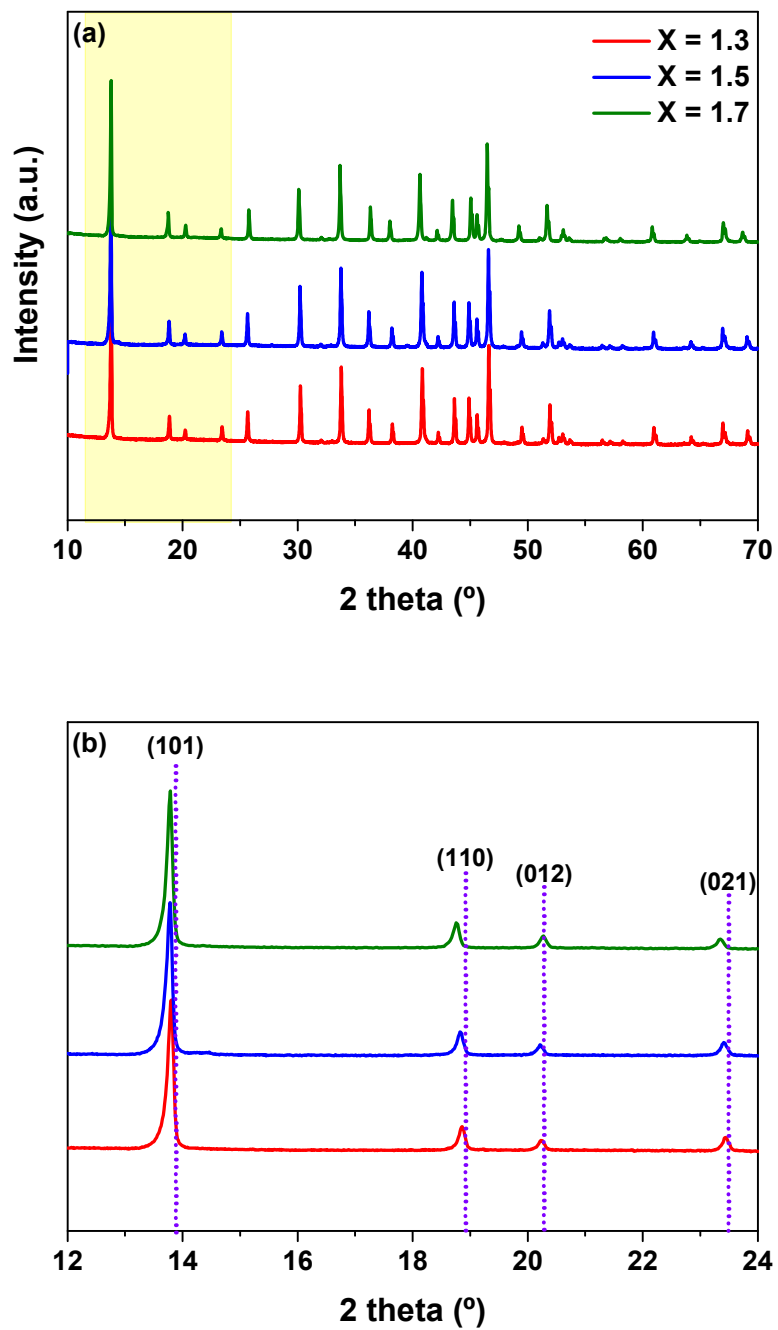 (a)
X = 1.3
X = 1.5
X = 1.7
Intensity (a.u.)
10 20 30 40 50 60 70
2 theta (º)
(b)
(101)
(110)
(012)
(021)
12 14 16 18 20 22 24
2 theta (º)